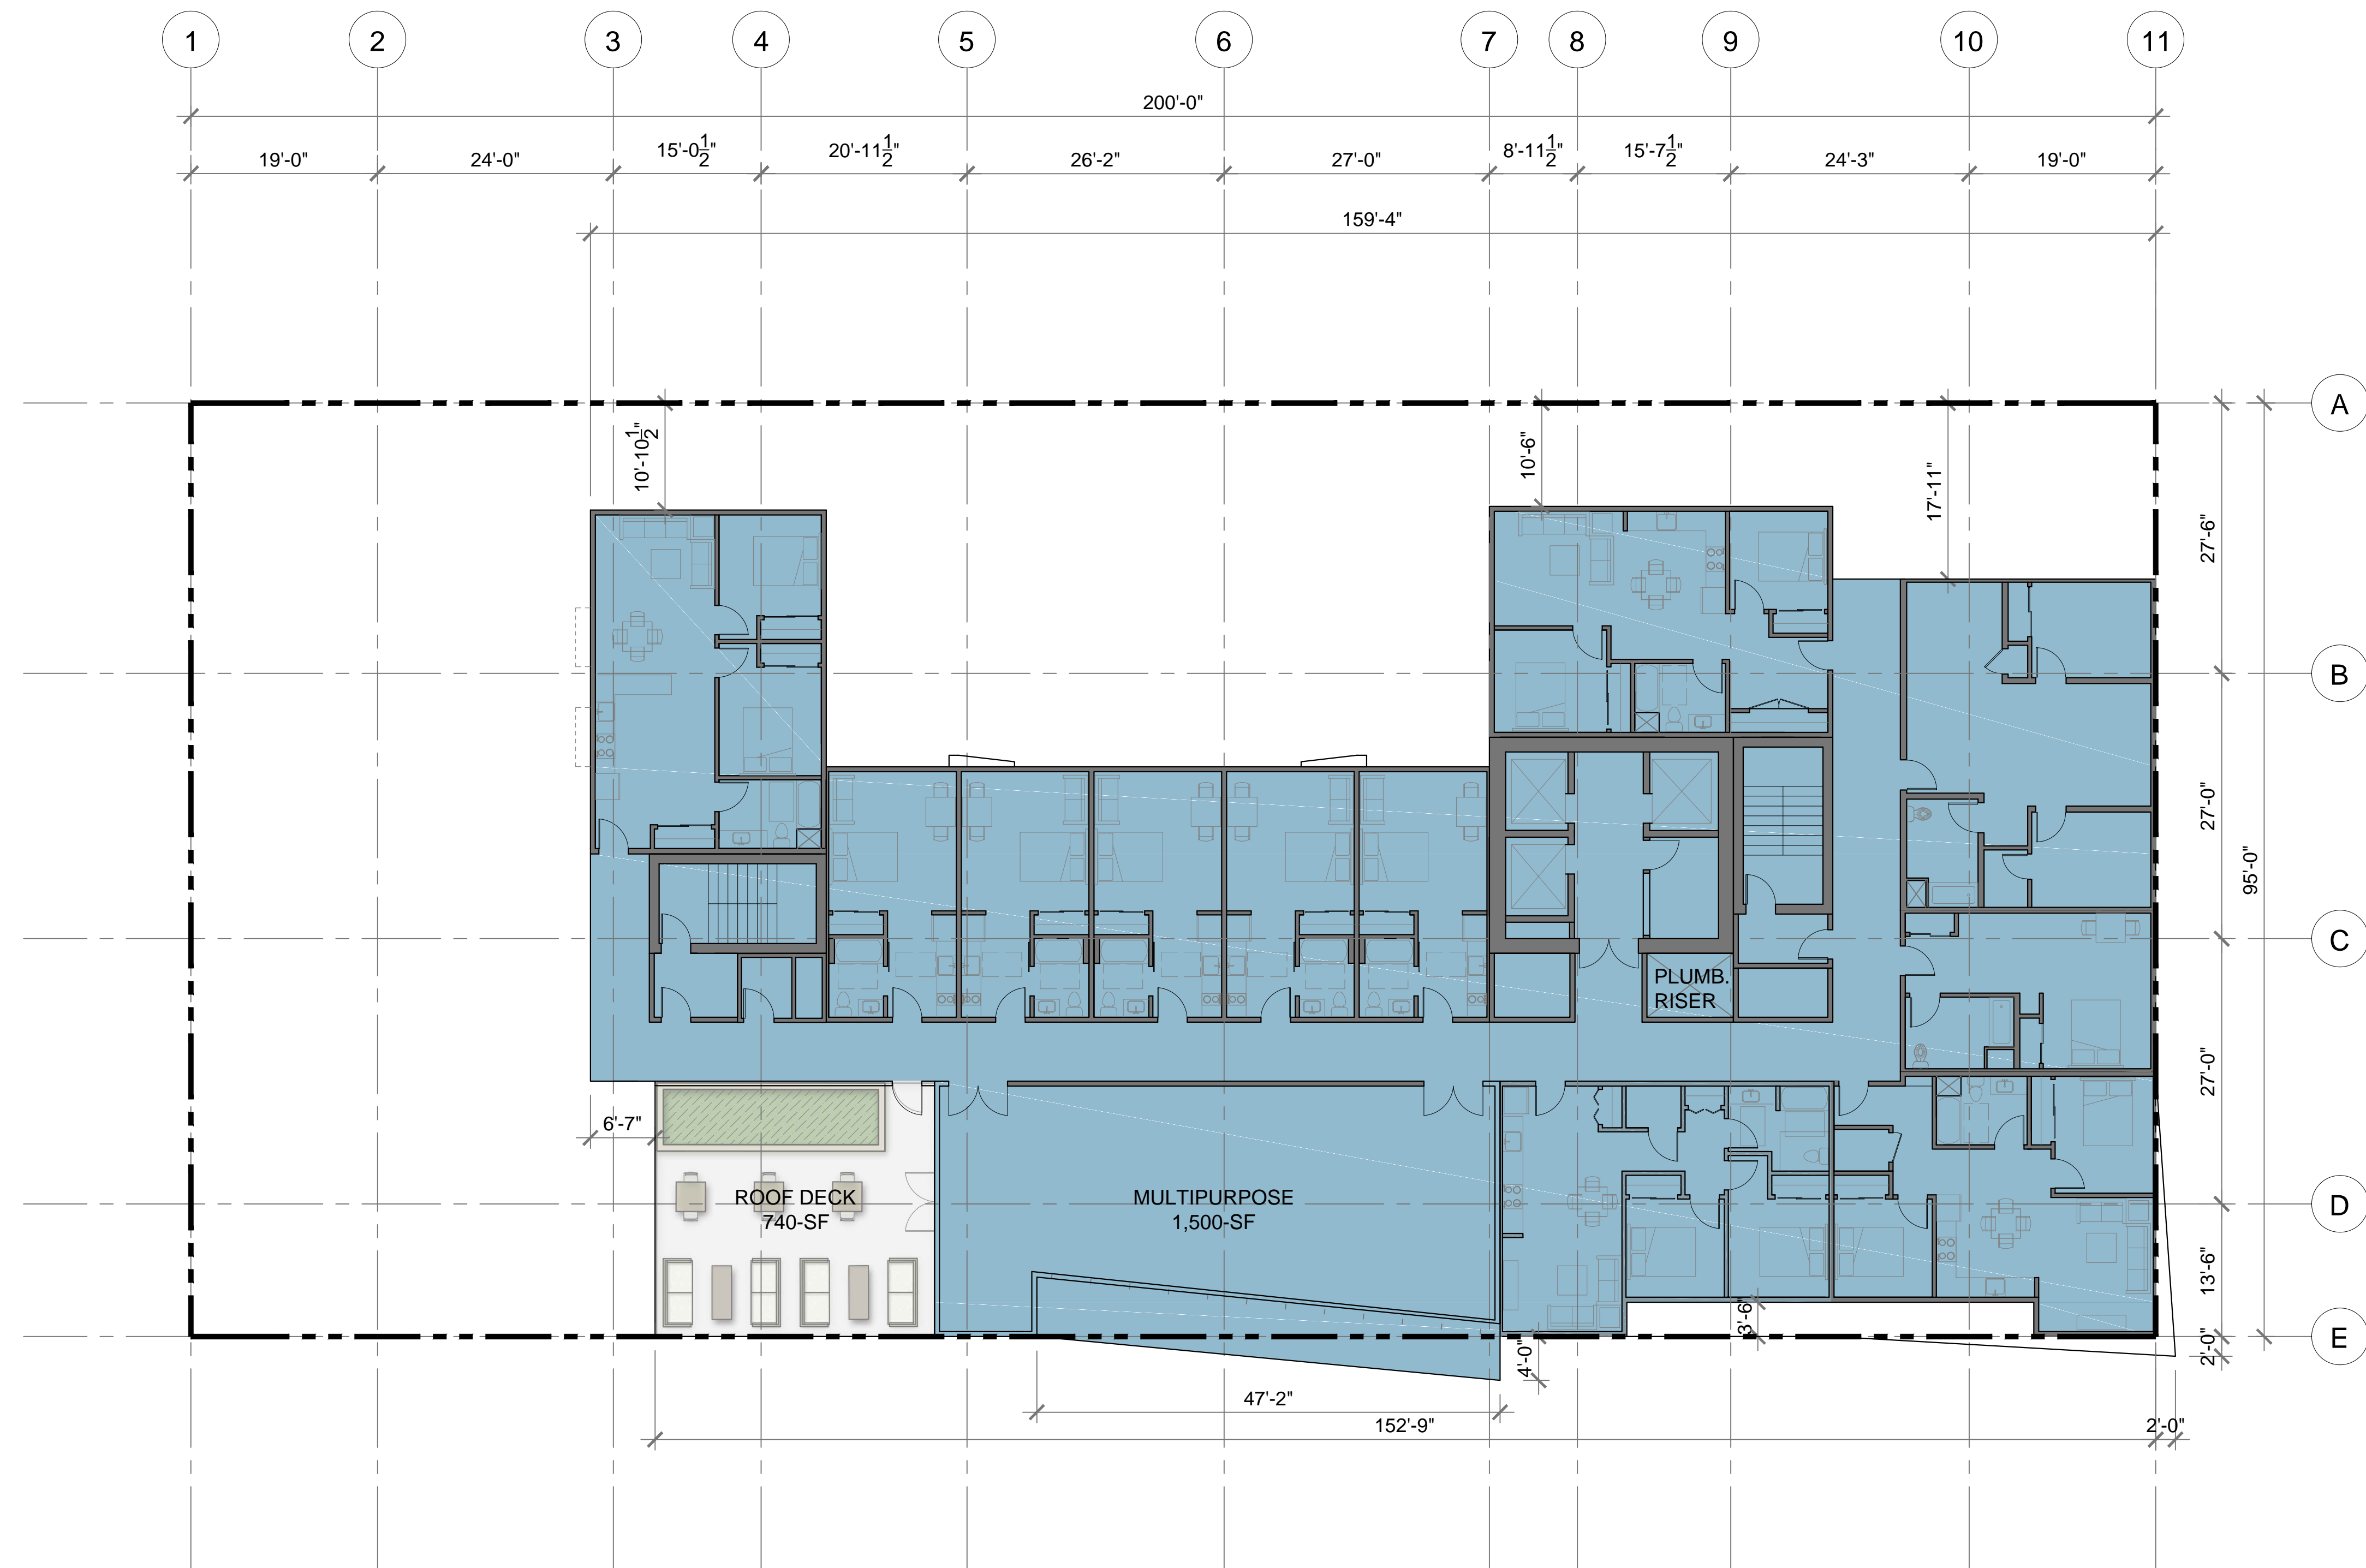 1 2 3 4 5 6 7 8 9 10 11
200'-0"
19'-0" 24'-0" 15'-0 1/2" 20'-11 1/2" 26'-2" 27'-0" 8'-11 1/2" 15'-7 1/2" 24'-3" 19'-0"
159'-4"
A
10'-10 1/2"
10'-6"
17'-11"
27'-6"
B
27'-0"
95'-0"
C
PLUMB.
RISER
27'-0"
6'-7"
ROOF DECK
740-SF
MULTIPURPOSE
1,500-SF
D
13'-6"
3'-6"
E
2'-0"
4'-0"
47'-2"
152'-9"
2'-0"